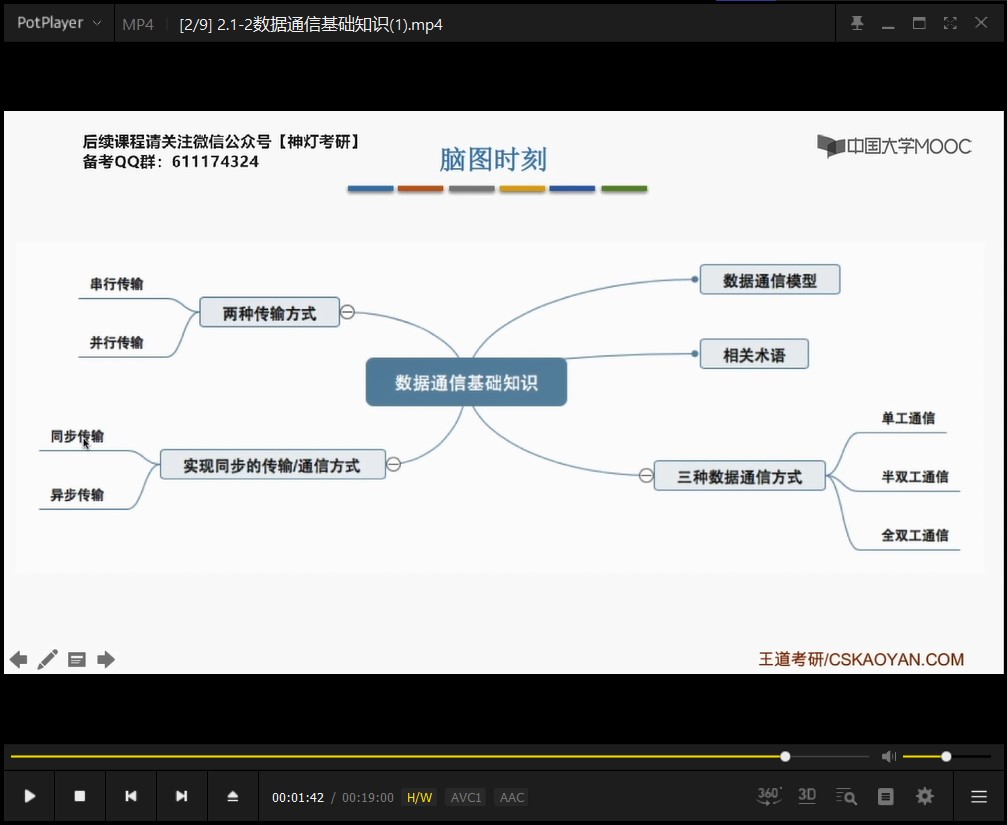 PotPlayer
MP4
[2/9] 2.1-2数据通信基础知识(1).mp4
后续课程请关注微信公众号【神灯考研】
备考QQ群：611174324
脑图时刻
中国大学MOOC
串行传输
并行传输
两种传输方式
数据通信模型
相关术语
数据通信基础知识
同步传输
异步传输
实现同步的传输/通信方式
三种数据通信方式
单工通信
半双工通信
全双工通信
王道考研/CSKAOYAN.COM
00:01:42 / 00:19:00
H/W
AVC1
AAC
360°
3D